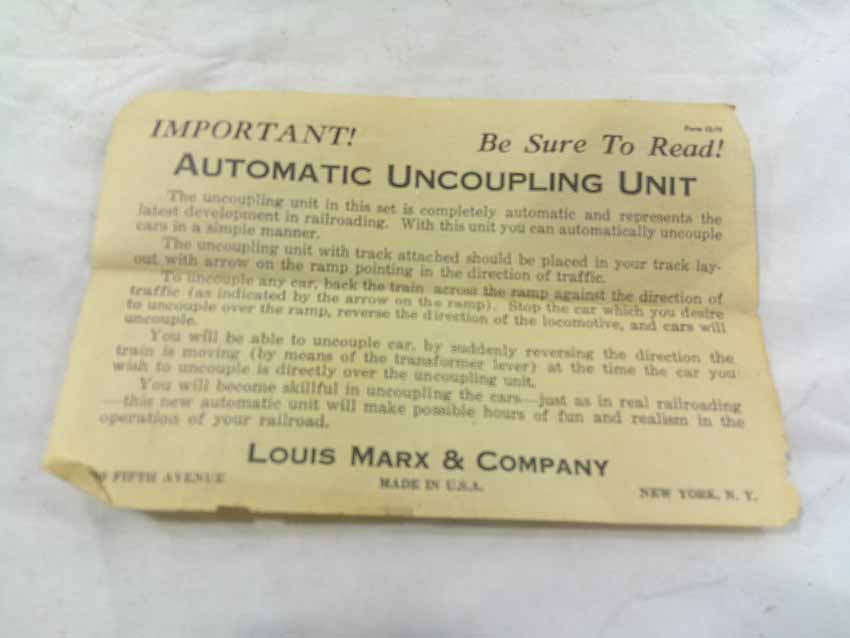 IMPORTANT! Be Sure To Read!
AUTOMATIC UNCOUPLING UNIT
The uncoupling unit in this set is completely automatic and represents the
latest development in railroading. With this unit you can automatically uncouple
cars in a simple manner.
The uncoupling unit with track attached should be placed in your track lay-
out with arrow on the ramp pointing in the direction of traffic.
To uncouple any car, back the train across the ramp against the direction of
traffic (as indicated by the arrow on the ramp). Stop the car which you desire
to uncouple over the ramp, reverse the direction of the locomotive, and cars will
uncouple.
You will be able to uncouple car, by suddenly reversing the direction the
train is moving (by means of the transformer lever) at the time the car you
wish to uncouple is directly over the uncoupling unit.
You will become skillful in uncoupling the cars—just as in real railroading
—this new automatic unit will make possible hours of fun and realism in the
operation of your railroad.
LOUIS MARX & COMPANY
FIFTH AVENUE MADE IN U.S.A. NEW YORK, N. Y.